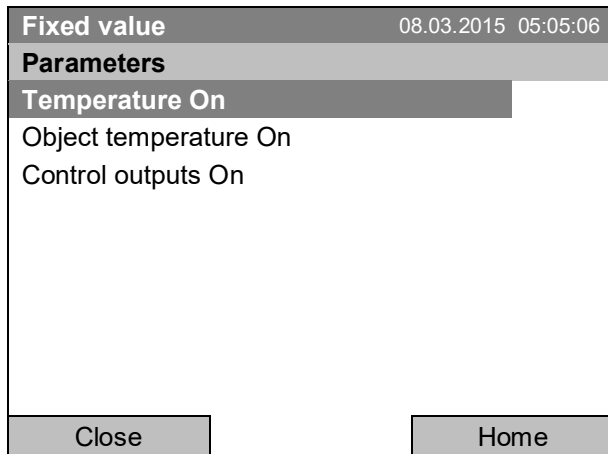 Fixed value 08.03.2015 05:05:06
Parameters
Temperature On
Object temperature On
Control outputs On
Close Home